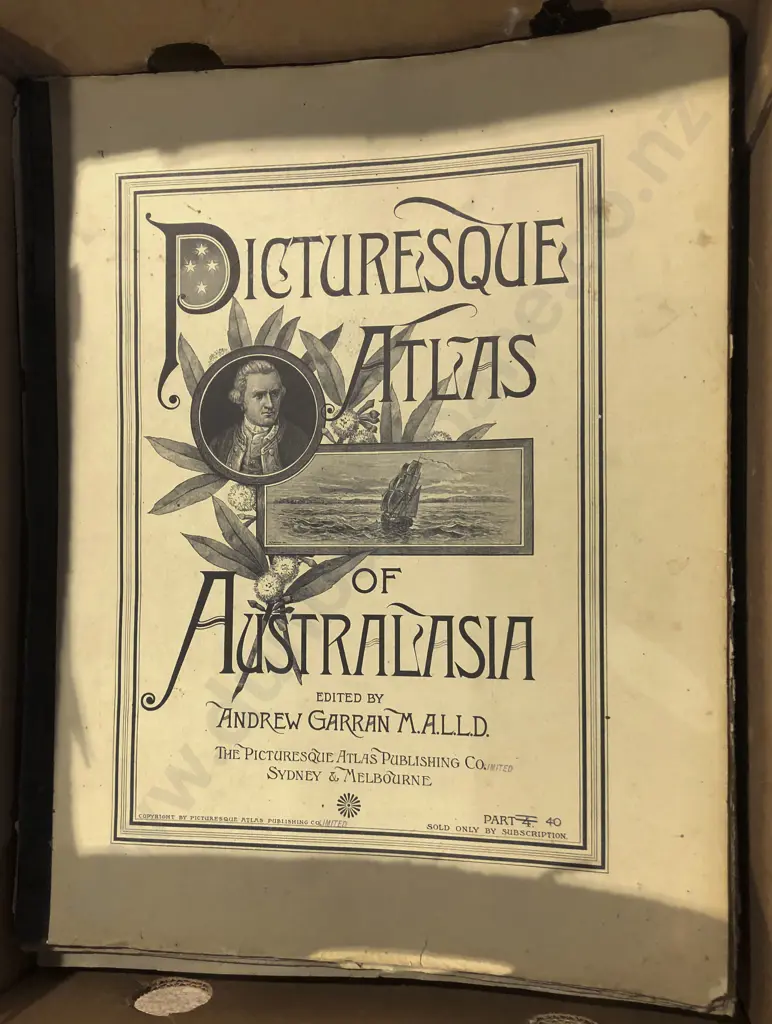 PICTURESQUE
ATLAS
OF
AUSTRALASIA
EDITED BY
ANDREW GARRAN M.A.LL.D.
THE PICTURESQUE ATLAS PUBLISHING CO. LIMITED
SYDNEY & MELBOURNE
COPYRIGHT BY PICTURESQUE ATLAS PUBLISHING CO. LIMITED
PART 4. 40
SOLD ONLY BY SUBSCRIPTION.